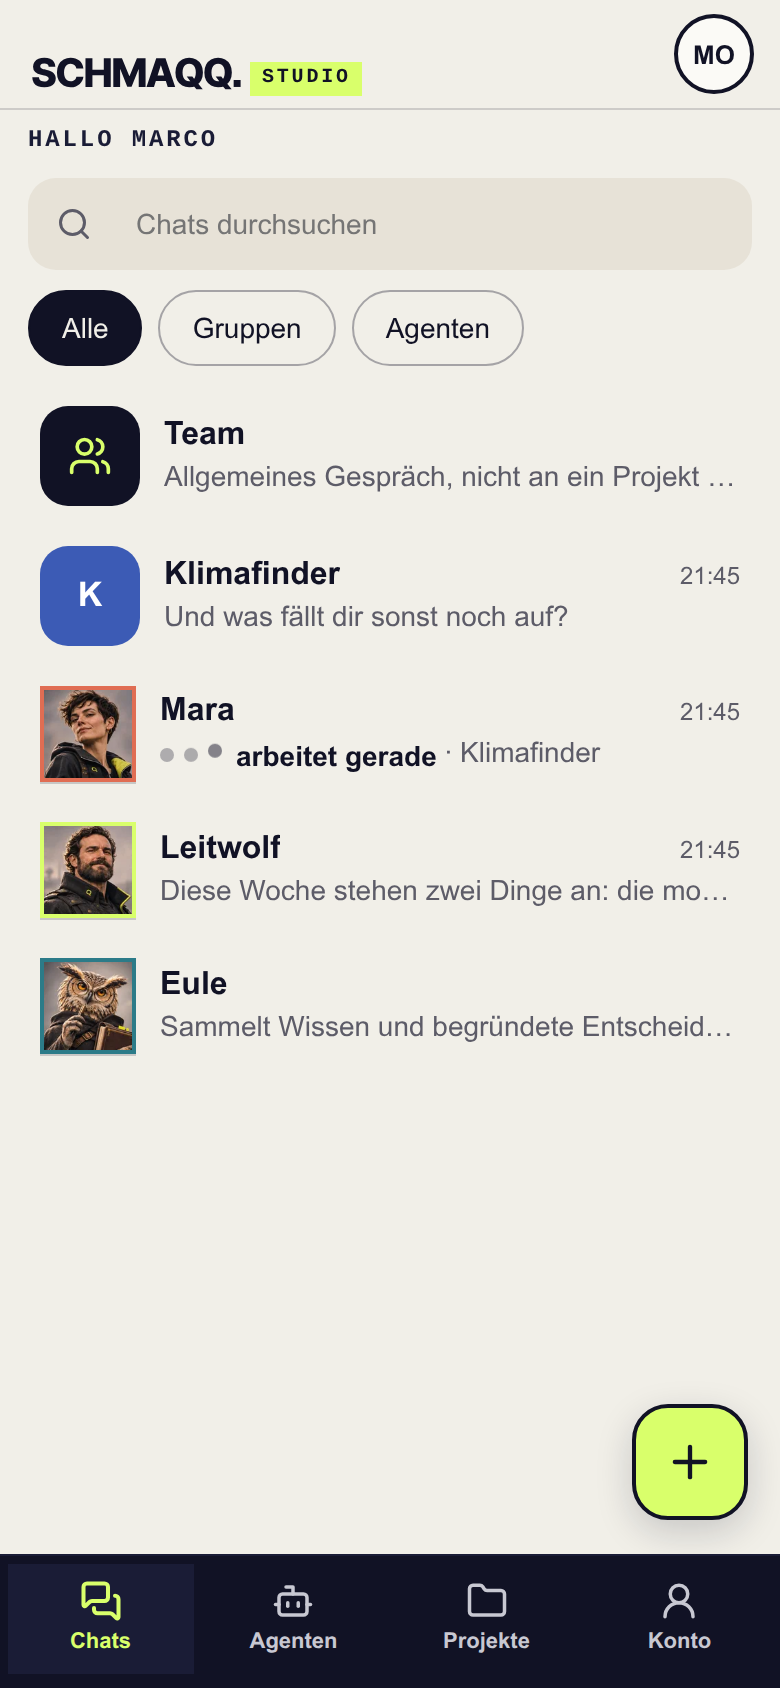 SCHMAQQ. STUDIO
MO
HALLO MARCO
Chats durchsuchen
Alle
Gruppen
Agenten
Team
Allgemeines Gespräch, nicht an ein Projekt …
K
Klimafinder
21:45
Und was fällt dir sonst noch auf?
Mara
21:45
arbeitet gerade · Klimafinder
Leitwolf
21:45
Diese Woche stehen zwei Dinge an: die mo…
Eule
Sammelt Wissen und begründete Entscheid…
Chats
Agenten
Projekte
Konto